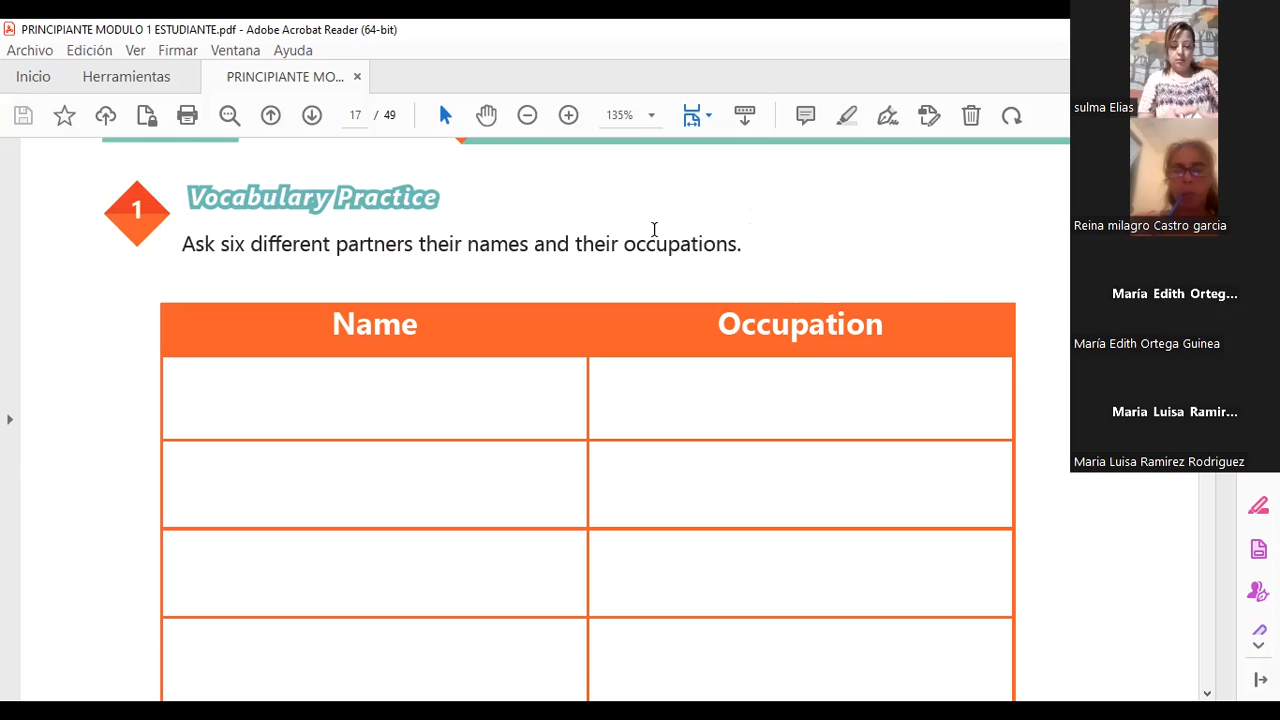 PRINCIPIANTE MODULO 1 ESTUDIANTE.pdf - Adobe Acrobat Reader (64-bit)
Archivo Edición Ver Firmar Ventana Ayuda
Inicio Herramientas PRINCIPIANTE MO... ×
17 / 49 135%
1 Vocabulary Practice
Ask six different partners their names and their occupations.
Name Occupation
sulma Elias
Reina milagro Castro garcia
María Edith Orteg...
María Edith Ortega Guinea
Maria Luisa Ramir...
Maria Luisa Ramirez Rodriguez